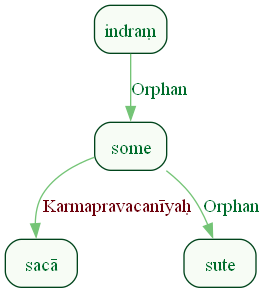 indraṃ
Orphan
some
Karmapravacanīyaḥ Orphan
sacā sute